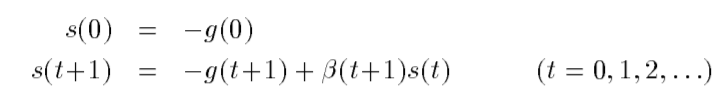 s(0) = −g(0)
s(t+1) = −g(t+1) + β(t+1)s(t) (t = 0, 1, 2, . . .)